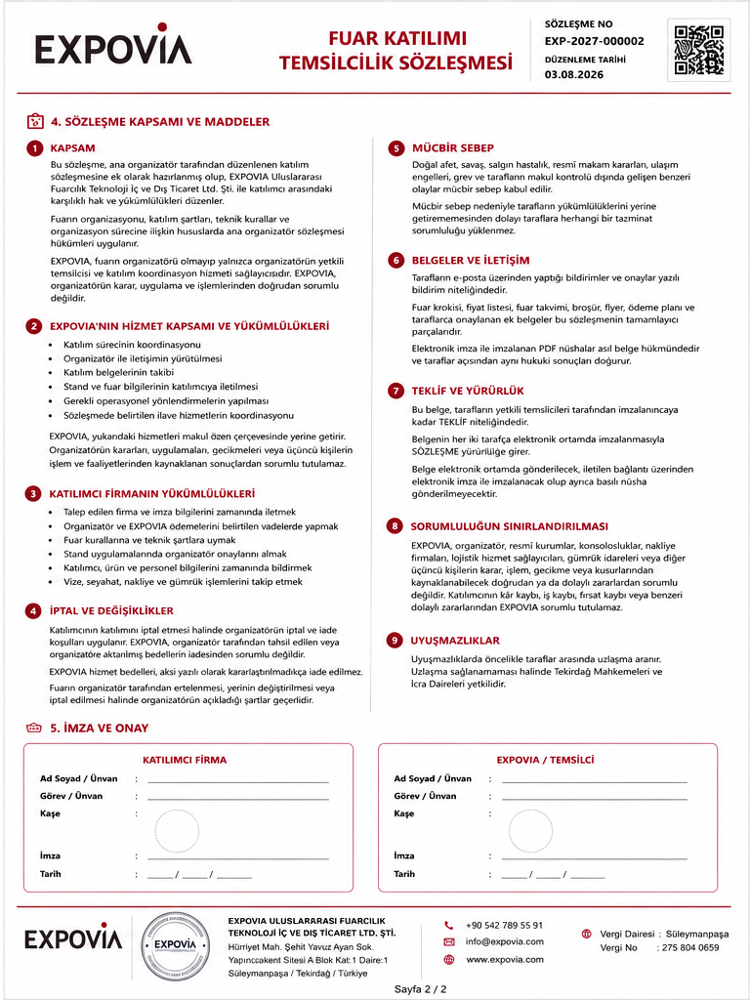 EXPOVIA
FUAR KATILIMI
TEMSİLCİLİK SÖZLEŞMESİ
SÖZLEŞME NO
EXP-2027-000002
DÜZENLEME TARİHİ
03.08.2026
4. SÖZLEŞME KAPSAMI VE MADDELER
1 KAPSAM
Bu sözleşme, ana organizatör tarafından düzenlenen katılım
sözleşmesine ek olarak hazırlanmış olup, EXPOVIA Uluslararası
Fuarcılık Teknoloji İç ve Dış Ticaret Ltd. Şti. ile katılımcı arasındaki
karşılıklı hak ve yükümlülükleri düzenler.
Fuarın organizasyonu, katılım şartları, teknik kurallar ve
organizasyon sürecine ilişkin hususlarda ana organizatör sözleşmesi
hükümleri uygulanır.
EXPOVIA, fuarın organizatörü olmayıp yalnızca organizatörün yetkili
temsilcisi ve katılım koordinasyon hizmeti sağlayıcısıdır. EXPOVIA,
organizatörün karar, uygulama ve işlemlerinden doğrudan sorumlu
değildir.
2 EXPOVIA'NIN HİZMET KAPSAMI VE YÜKÜMLÜLÜKLERİ
• Katılım sürecinin koordinasyonu
• Organizatör ile iletişimin yürütülmesi
• Katılım belgelerinin takibi
• Stand ve fuar bilgilerinin katılımcıya iletilmesi
• Gerekli operasyonel yönlendirmelerin yapılması
• Sözleşmede belirtilen ilave hizmetlerin koordinasyonu
EXPOVIA, yukarıdaki hizmetleri makul özen çerçevesinde yerine getirir.
Organizatörün kararları, uygulamaları, gecikmeleri veya üçüncü kişilerin
işlem ve faaliyetlerinden kaynaklanan sonuçlardan sorumlu tutulamaz.
3 KATILIMCI FİRMANIN YÜKÜMLÜLÜKLERİ
• Talep edilen firma ve imza bilgilerini zamanında iletmek
• Organizatör ve EXPOVIA ödemelerini belirtilen vadelerde yapmak
• Fuar kurallarına ve teknik şartlara uymak
• Stand uygulamalarında organizatör onaylarını almak
• Katılımcı, ürün ve personel bilgilerini zamanında bildirmek
• Vize, seyahat, nakliye ve gümrük işlemlerini takip etmek
4 İPTAL VE DEĞİŞİKLİKLER
Katılımcının katılımını iptal etmesi halinde organizatörün iptal ve iade
koşulları uygulanır. EXPOVIA, organizatör tarafından tahsil edilen veya
organizatöre aktarılmış bedellerin iadesinden sorumlu değildir.
EXPOVIA hizmet bedelleri, aksi yazılı olarak kararlaştırılmadıkça iade edilmez.
Fuarın organizatör tarafından ertelenmesi, yerinin değiştirilmesi veya
iptal edilmesi halinde organizatörün açıkladığı şartlar geçerlidir.
5 MÜCBİR SEBEP
Doğal afet, savaş, salgın hastalık, resmî makam kararları, ulaşım
engelleri, grev ve tarafların makul kontrolü dışında gelişen benzeri
olaylar mücbir sebep kabul edilir.
Mücbir sebep nedeniyle tarafların yükümlülüklerini yerine
getirememesinden dolayı taraflara herhangi bir tazminat
sorumluluğu yüklenmez.
6 BELGELER VE İLETİŞİM
Tarafların e-posta üzerinden yaptığı bildirimler ve onaylar yazılı
bildirim niteliğindedir.
Fuar krokisi, fiyat listesi, fuar takvimi, broşür, flyer, ödeme planı ve
taraflarca onaylanan ek belgeler bu sözleşmenin tamamlayıcı
parçalarıdır.
Elektronik imza ile imzalanan PDF nüshalar asıl belge hükmündedir
ve taraflar açısından aynı hukuki sonuçları doğurur.
7 TEKLİF VE YÜRÜRLÜK
Bu belge, tarafların yetkili temsilcileri tarafından imzalanıncaya
kadar TEKLİF niteliğindedir.
Belgenin her iki tarafça elektronik ortamda imzalanmasıyla
SÖZLEŞME yürürlüğe girer.
Belge elektronik ortamda gönderilecek, iletilen bağlantı üzerinden
elektronik imza ile imzalanacak olup ayrıca basılı nüsha
gönderilmeyecektir.
8 SORUMLULUĞUN SINIRLANDIRILMASI
EXPOVIA, organizatör, resmî kurumlar, konsolosluklar, nakliye
firmaları, lojistik hizmet sağlayıcıları, gümrük idareleri veya diğer
üçüncü kişilerin karar, işlem, gecikme veya kusurlarından
kaynaklanabilecek doğrudan ya da dolaylı zararlardan sorumlu
değildir. Katılımcının kâr kaybı, iş kaybı, fırsat kaybı veya benzeri
dolaylı zararlarından EXPOVIA sorumlu tutulamaz.
9 UYUŞMAZLIKLAR
Uyuşmazlıklarda öncelikle taraflar arasında uzlaşma aranır.
Uzlaşma sağlanamaması halinde Tekirdağ Mahkemeleri ve
İcra Daireleri yetkilidir.
5. İMZA VE ONAY
KATILIMCI FİRMA
Ad Soyad / Ünvan :
Görev / Ünvan :
Kaşe :
İmza :
Tarih : / /
EXPOVIA / TEMSİLCİ
Ad Soyad / Ünvan :
Görev / Ünvan :
Kaşe :
İmza :
Tarih : / /
EXPOVIA
EXPOVIA
EXPOVIA ULUSLARRASI FUARCILIK
TEKNOLOJİ İÇ VE DIŞ TİCARET LTD. ŞTİ.
Hürriyet Mah. Şehit Yavuz Ayan Sok.
Yapınccakent Sitesi A Blok Kat:1 Daire:1
Süleymanpaşa / Tekirdağ / Türkiye
+90 542 789 55 91
info@expovia.com
www.expovia.com
Vergi Dairesi : Süleymanpaşa
Vergi No : 275 804 0659
Sayfa 2 / 2